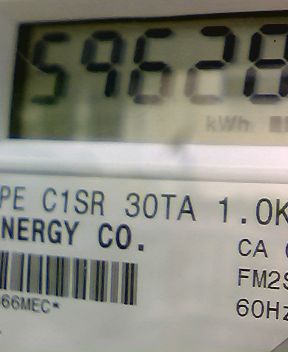 59628
kWh
PE C1SR 30TA 1.0K
NERGY CO.
CA
FM2S
66MEC*
60Hz